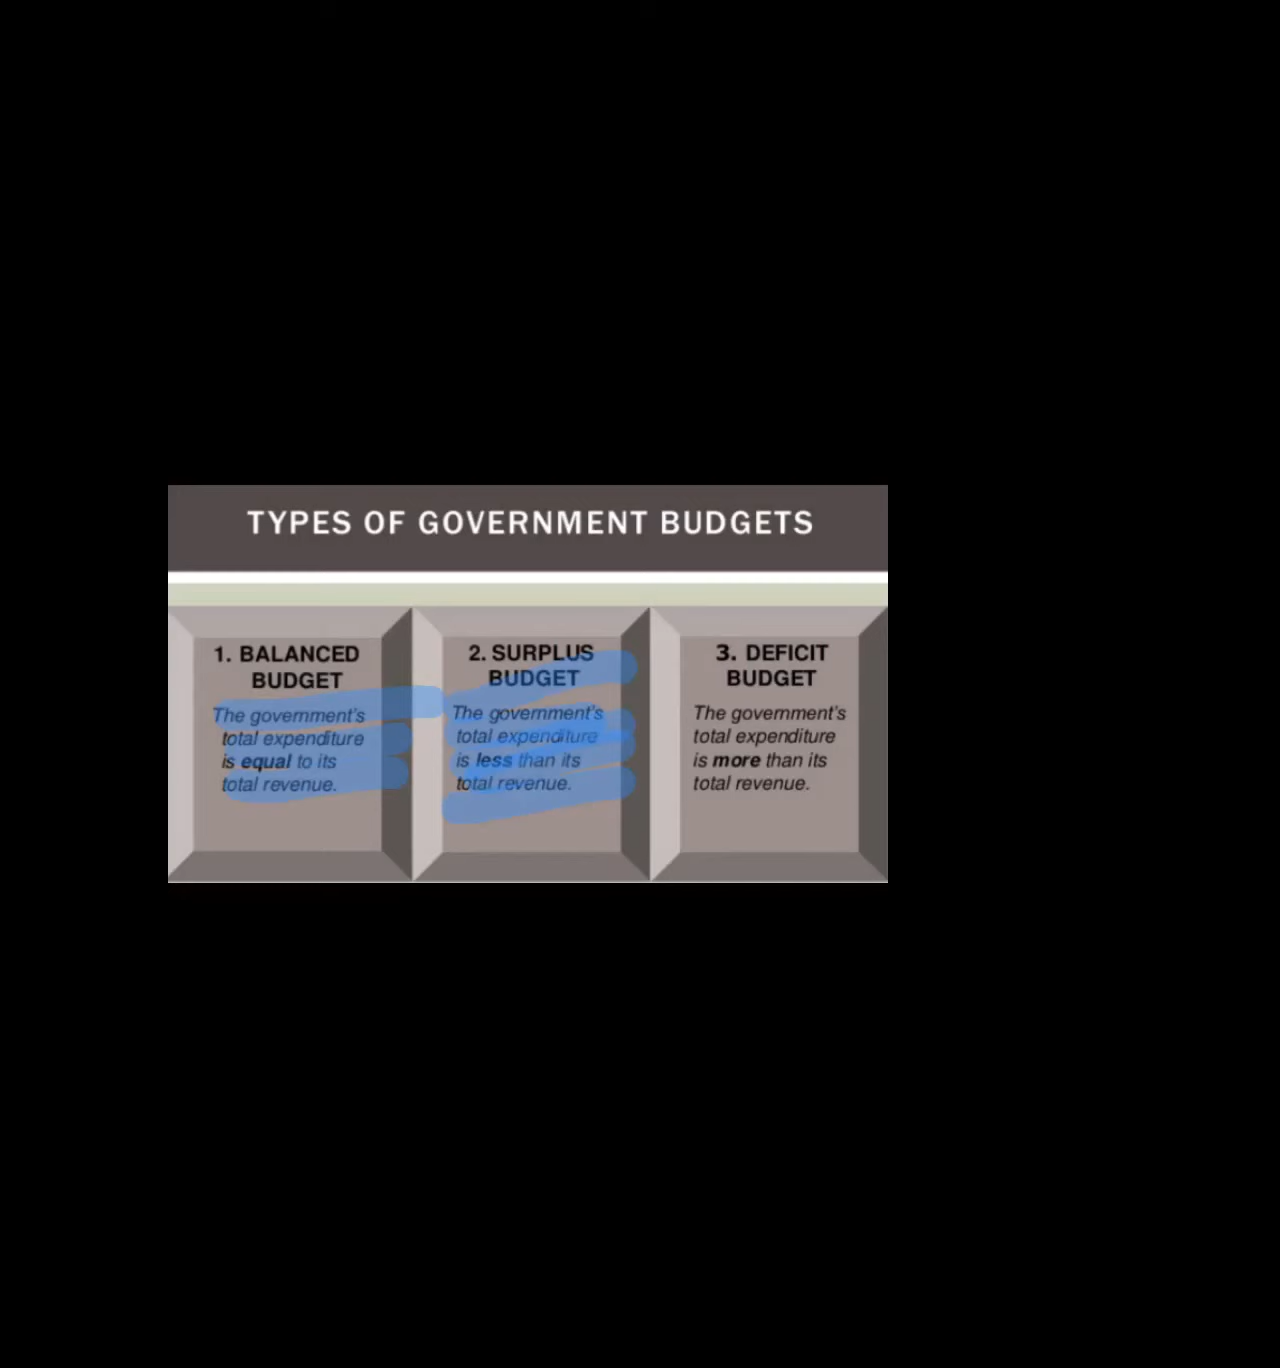 TYPES OF GOVERNMENT BUDGETS
1. BALANCED
BUDGET
The government's
total expenditure
is equal to its
total revenue.
2. SURPLUS
BUDGET
The government's
total expenditure
is less than its
total revenue.
3. DEFICIT
BUDGET
The government's
total expenditure
is more than its
total revenue.